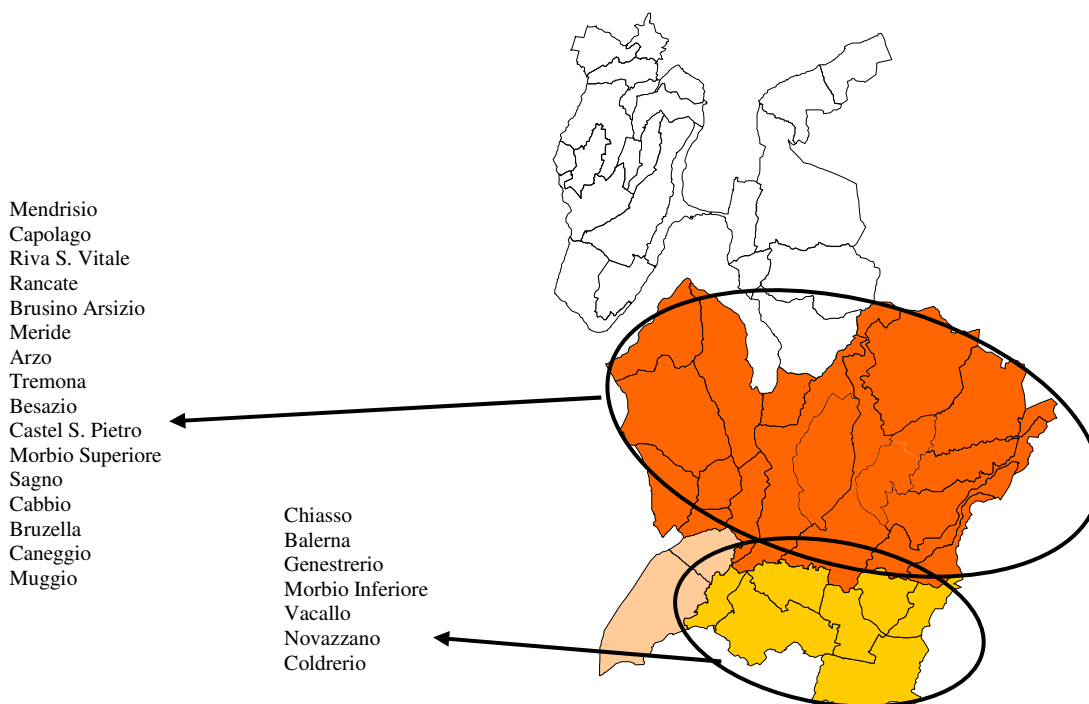 Mendrisio
Capolago
Riva S. Vitale
Rancate
Brusino Arsizio
Meride
Arzo
Tremona
Besazio
Castel S. Pietro
Morbio Superiore
Sagno
Cabbio
Bruzella
Caneggio
Muggio
Chiasso
Balerna
Genestrerio
Morbio Inferiore
Vacallo
Novazzano
Coldrerio